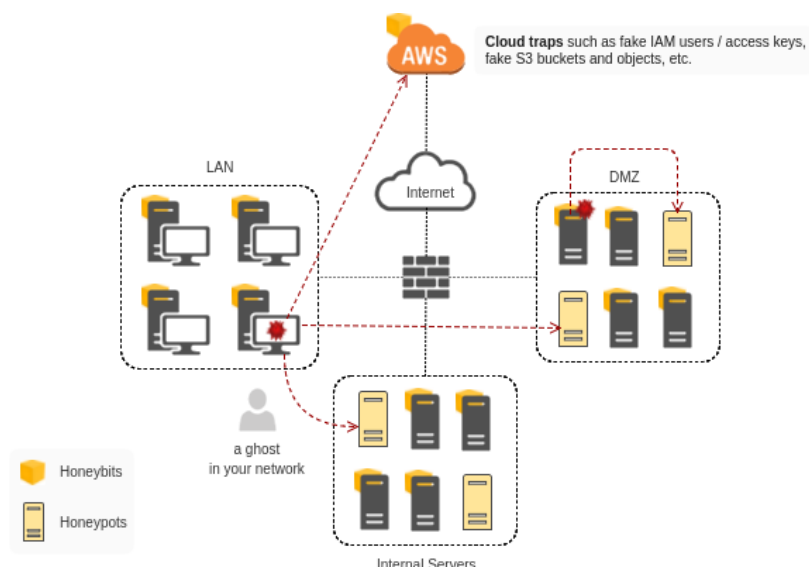 AWS
Cloud traps such as fake IAM users / access keys,
fake S3 buckets and objects, etc.
LAN
Internet
DMZ
a ghost
in your network
Honeybits
Honeypots
Internal Servers